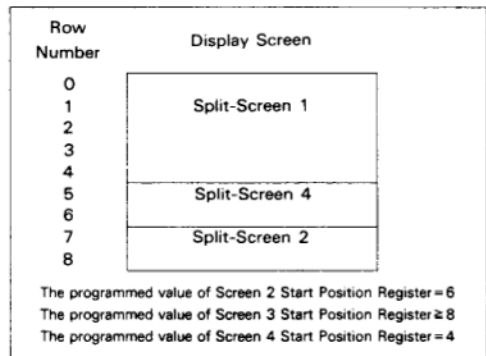 Row
Number
Display Screen
0
1 Split-Screen 1
2
3
4
5 Split-Screen 4
6
7 Split-Screen 2
8
The programmed value of Screen 2 Start Position Register=6
The programmed value of Screen 3 Start Position Register≧8
The programmed value of Screen 4 Start Position Register=4